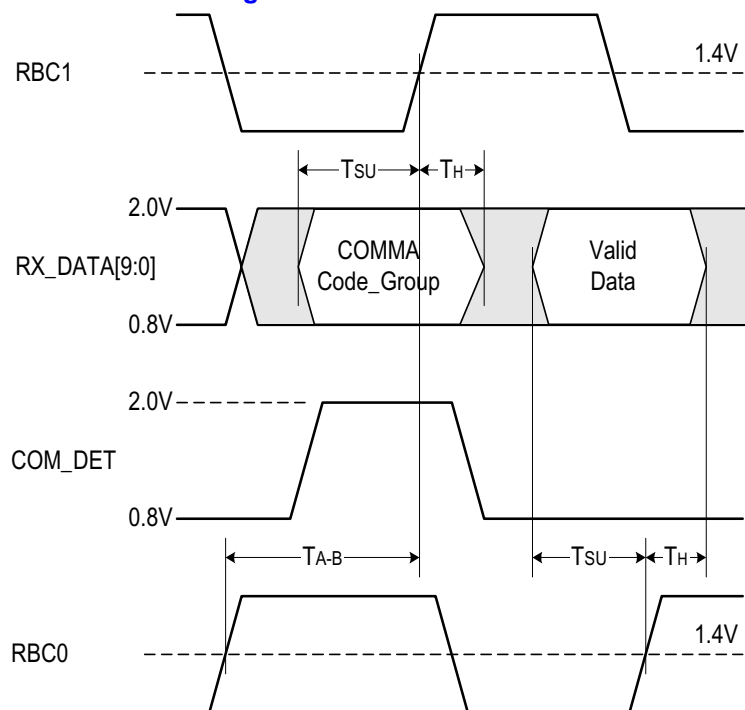 RBC1
1.4V
TSU
TH
2.0V
RX_DATA[9:0]
COMMA
Code_Group
Valid
Data
0.8V
2.0V
COM_DET
0.8V
TA-B
TSU
TH
RBC0
1.4V